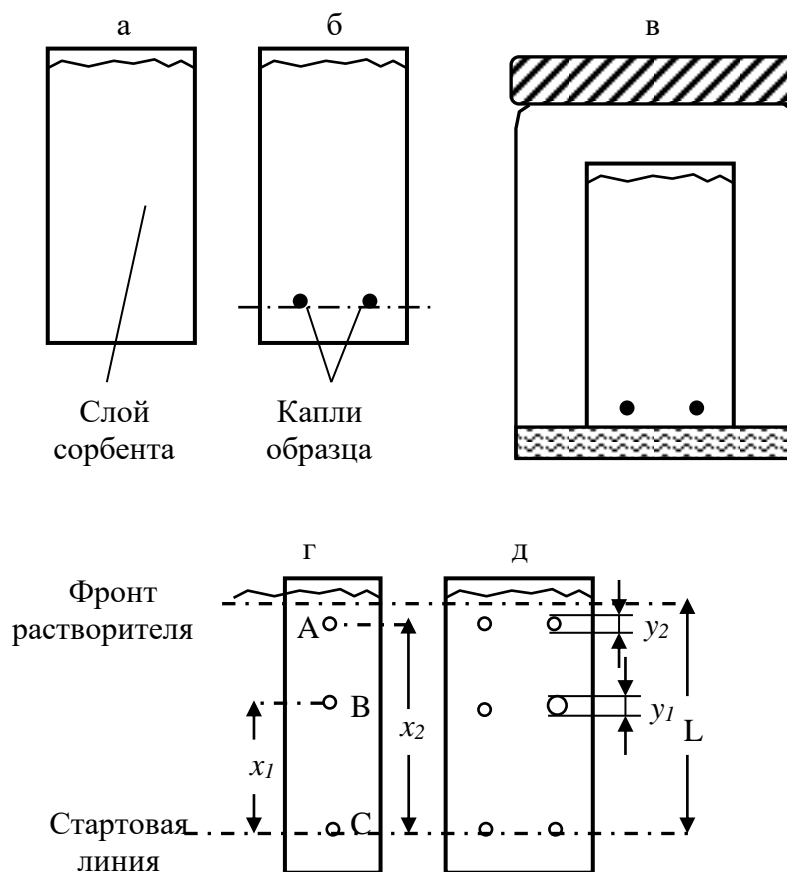 а
б
в
Слой
сорбента
Капли
образца
г
д
Фронт
растворителя
A
B
C
x1
x2
y2
y1
L
Стартовая
линия